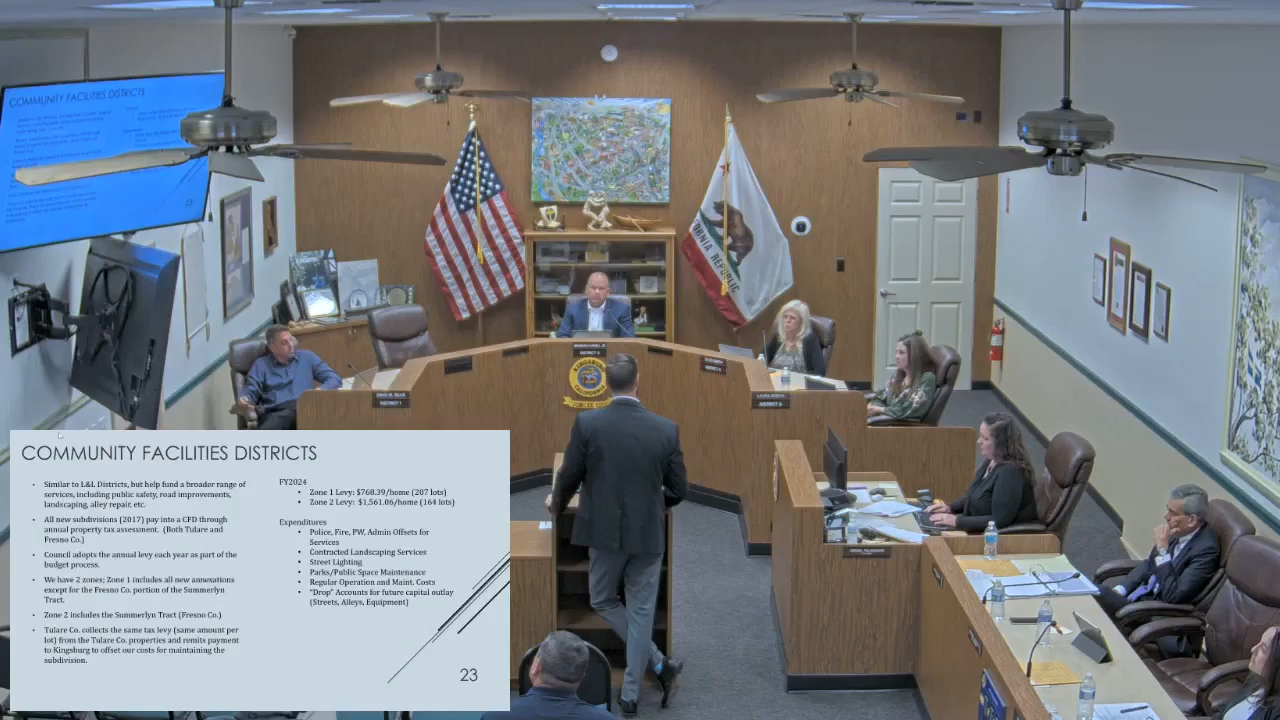 COMMUNITY FACILITIES DISTRICTS
CALIFORNIA REPUBLIC
DISTRICT 1
COMMUNITY FACILITIES DISTRICTS
• Similar to L&L Districts, but help fund a broader range of
services, including public safety, road improvements,
landscaping, alley repair, etc.
• All new subdivisions (2017) pay into a CFD through
annual property tax assessment. (Both Tulare and
Fresno Co.)
• Council adopts the annual levy each year as part of the
budget process.
• We have 2 zones; Zone 1 includes all new annexations
except for the Fresno Co. portion of the Summerlyn
Tract.
• Zone 2 includes the Summerlyn Tract (Fresno Co.)
• Tulare Co. collects the same tax levy (same amount per
lot) from the Tulare Co. properties and remits payment
to Kingsburg to offset our costs for maintaining the
subdivision.
FY2024
• Zone 1 Levy: $768.39/home (207 lots)
• Zone 2 Levy: $1,561.06/home (164 lots)
Expenditures
• Police, Fire, PW, Admin Offsets for
Services
• Contracted Landscaping Services
• Street Lighting
• Parks/Public Space Maintenance
• Regular Operation and Maint. Costs
• "Drop" Accounts for future capital outlay
(Streets, Alleys, Equipment)
23